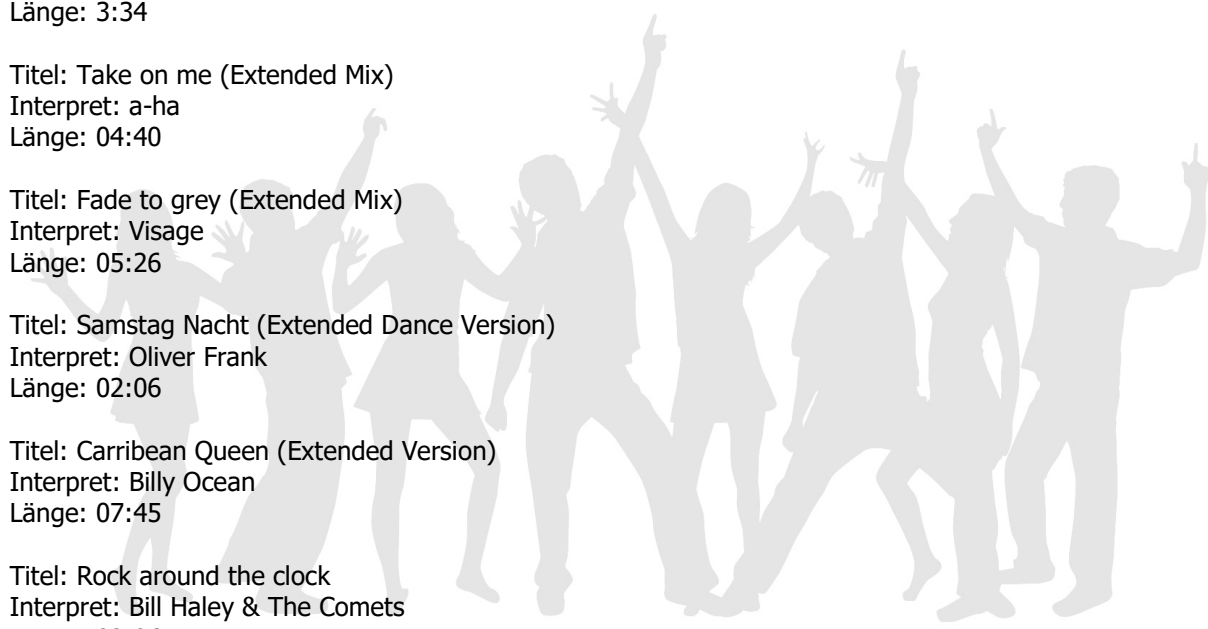 Länge: 3:34
Titel: Take on me (Extended Mix)
Interpret: a-ha
Länge: 04:40
Titel: Fade to grey (Extended Mix)
Interpret: Visage
Länge: 05:26
Titel: Samstag Nacht (Extended Dance Version)
Interpret: Oliver Frank
Länge: 02:06
Titel: Carribean Queen (Extended Version)
Interpret: Billy Ocean
Länge: 07:45
Titel: Rock around the clock
Interpret: Bill Haley & The Comets